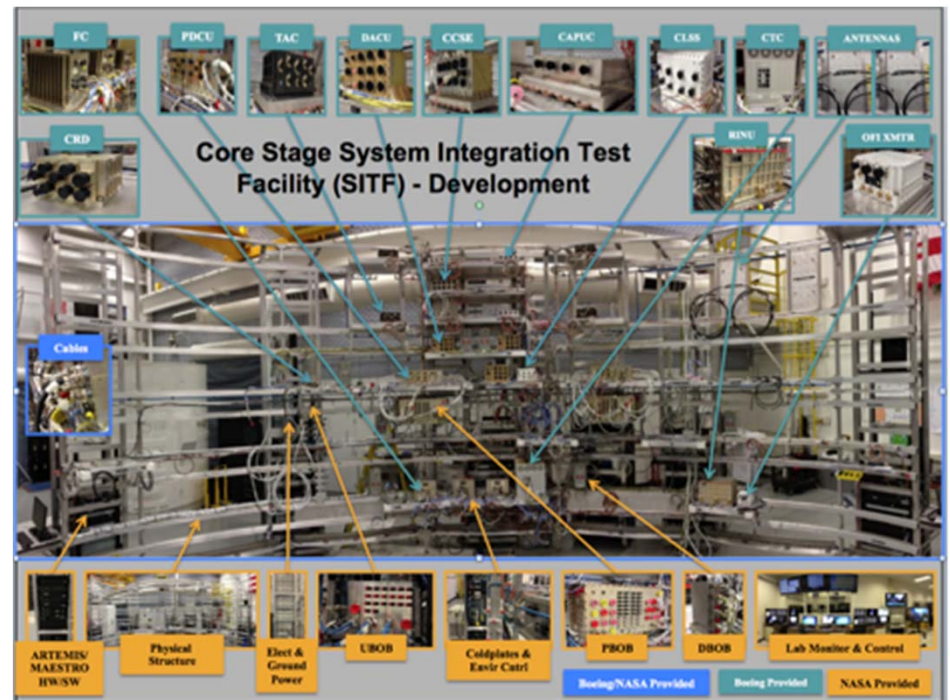 FC
PDCU
TAC
DACU
CCSE
CAPUC
CLSS
CTC
ANTENNAS
CRD
RINU
OFI XMTR
Core Stage System Integration Test
Facility (SITF) - Development
Cables
ARTEMIS/
MAESTRO
HW/SW
Physical
Structure
Elect &
Ground
Power
UBOB
Coldplates &
Envir Cntrl
PBOB
DBOB
Lab Monitor & Control
Boeing/NASA Provided
Boeing Provided
NASA Provided